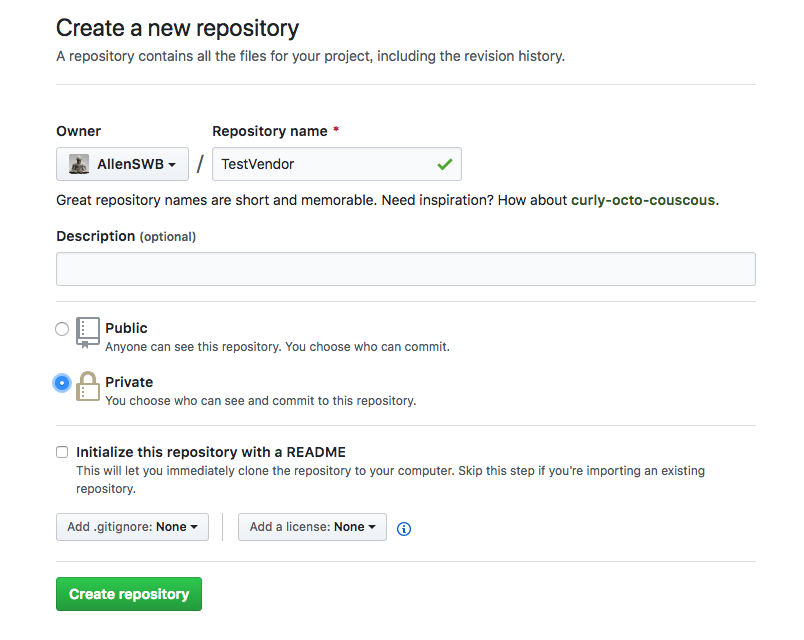 Create a new repository
A repository contains all the files for your project, including the revision history.
Owner
Repository name *
AllenSWB
/
TestVendor
Great repository names are short and memorable. Need inspiration? How about curly-octo-couscous.
Description (optional)
Public
Anyone can see this repository. You choose who can commit.
Private
You choose who can see and commit to this repository.
Initialize this repository with a README
This will let you immediately clone the repository to your computer. Skip this step if you're importing an existing
repository.
Add .gitignore: None
Add a license: None
Create repository